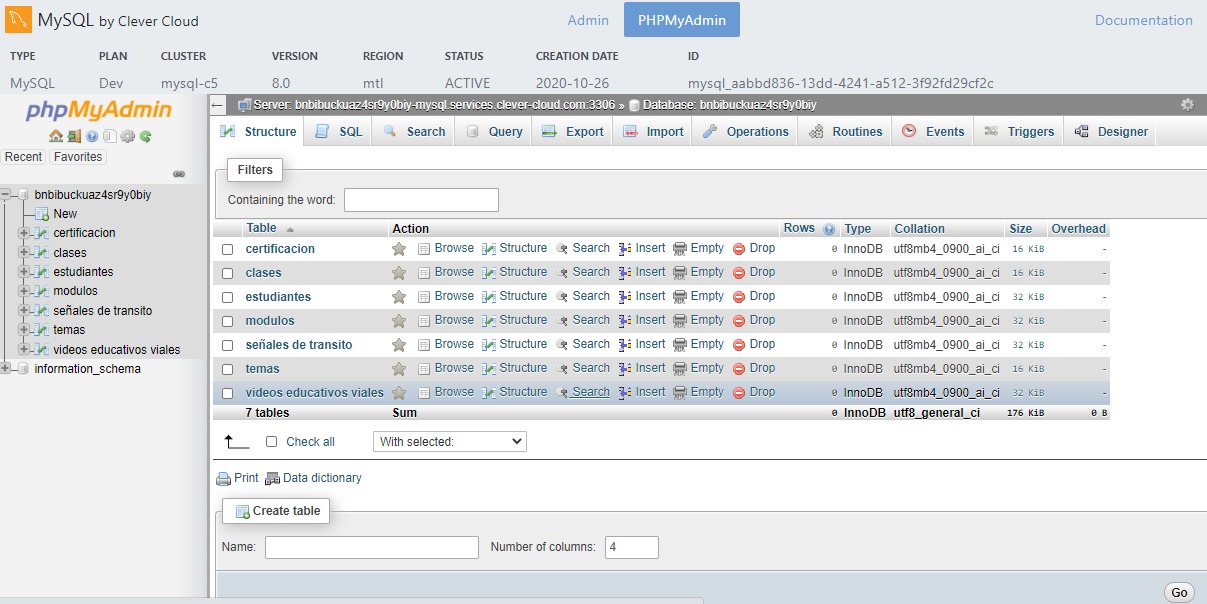 MySQL by Clever Cloud Admin PHPMyAdmin Documentation
TYPE PLAN CLUSTER VERSION REGION STATUS CREATION DATE ID
MySQL Dev mysql-c5 8.0 mtl ACTIVE 2020-10-26 mysql_aabbd836-13dd-4241-a512-3f92fd29cf2c
phpMyAdmin
Recent Favorites
bnbibuckuaz4sr9y0biy
New
certificacion
clases
estudiantes
modulos
señales de transito
temas
videos educativos viales
information_schema
Server: bnbibuckuaz4sr9y0biy-mysql.services.clever-cloud.com:3306 » Database: bnbibuckuaz4sr9y0biy
Structure SQL Search Query Export Import Operations Routines Events Triggers Designer
Filters
Containing the word:
Table Action Rows Type Collation Size Overhead
certificacion Browse Structure Search Insert Empty Drop 0 InnoDB utf8mb4_0900_ai_ci 16 KiB -
clases Browse Structure Search Insert Empty Drop 0 InnoDB utf8mb4_0900_ai_ci 16 KiB -
estudiantes Browse Structure Search Insert Empty Drop 0 InnoDB utf8mb4_0900_ai_ci 32 KiB -
modulos Browse Structure Search Insert Empty Drop 0 InnoDB utf8mb4_0900_ai_ci 32 KiB -
señales de transito Browse Structure Search Insert Empty Drop 0 InnoDB utf8mb4_0900_ai_ci 32 KiB -
temas Browse Structure Search Insert Empty Drop 0 InnoDB utf8mb4_0900_ai_ci 16 KiB -
videos educativos viales Browse Structure Search Insert Empty Drop 0 InnoDB utf8mb4_0900_ai_ci 32 KiB -
7 tables Sum 0 InnoDB utf8_general_ci 176 KiB 0 B
Check all With selected:
Print Data dictionary
Create table
Name: Number of columns: 4
Go